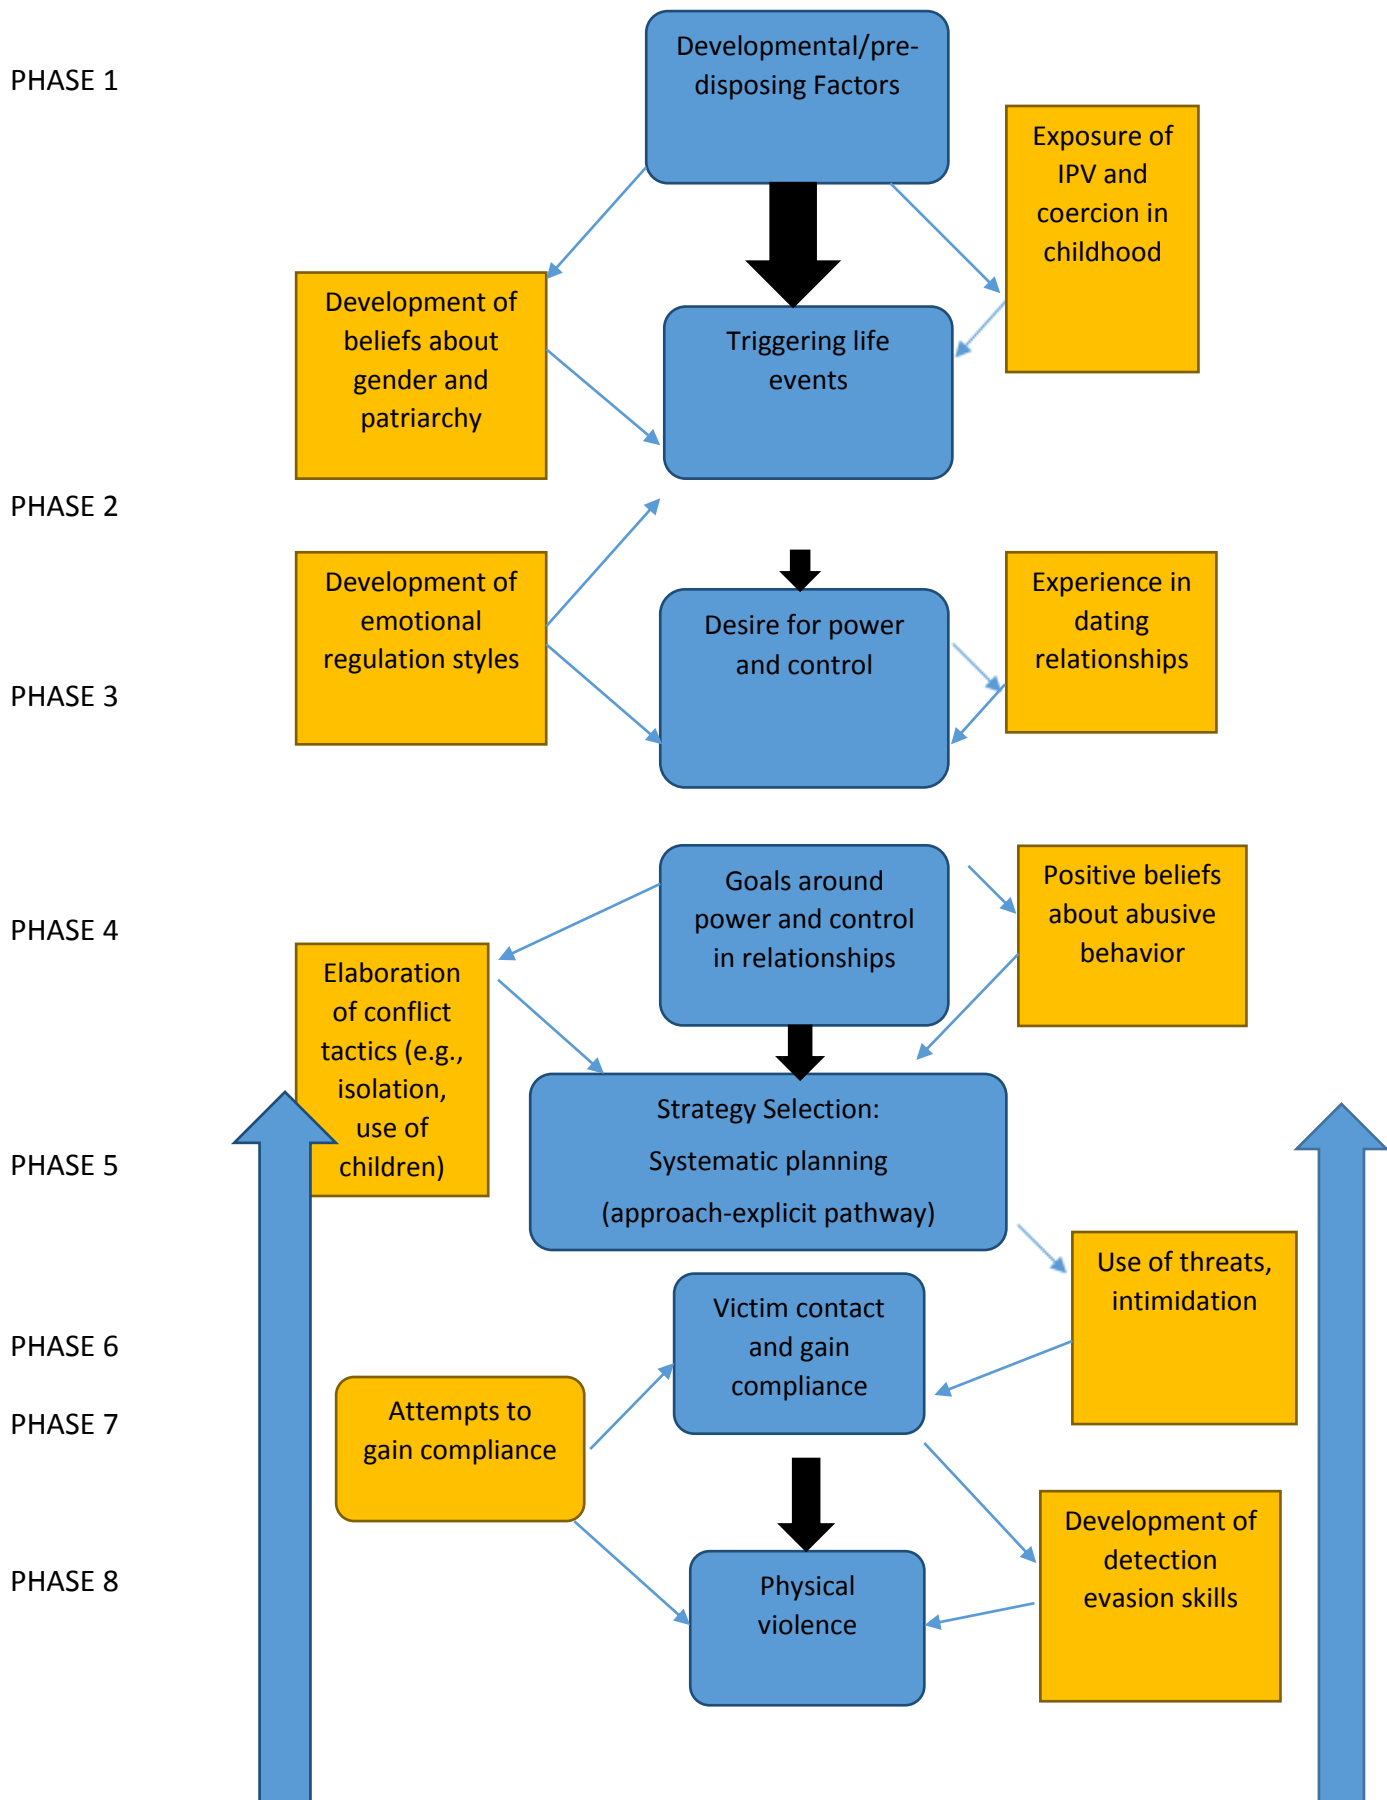 PHASE 1
Developmental/pre-
disposing Factors
Exposure of
IPV and
coercion in
childhood
Development of
beliefs about
gender and
patriarchy
Triggering life
events
PHASE 2
Development of
emotional
regulation styles
Desire for power
and control
Experience in
dating
relationships
PHASE 3
Goals around
power and control
in relationships
Positive beliefs
about abusive
behavior
PHASE 4
Elaboration
of conflict
tactics (e.g.,
isolation,
use of
children)
Strategy Selection:
Systematic planning
(approach-explicit pathway)
PHASE 5
Use of threats,
intimidation
Victim contact
and gain
compliance
PHASE 6
Attempts to
gain compliance
PHASE 7
Development of
detection
evasion skills
Physical
violence
PHASE 8